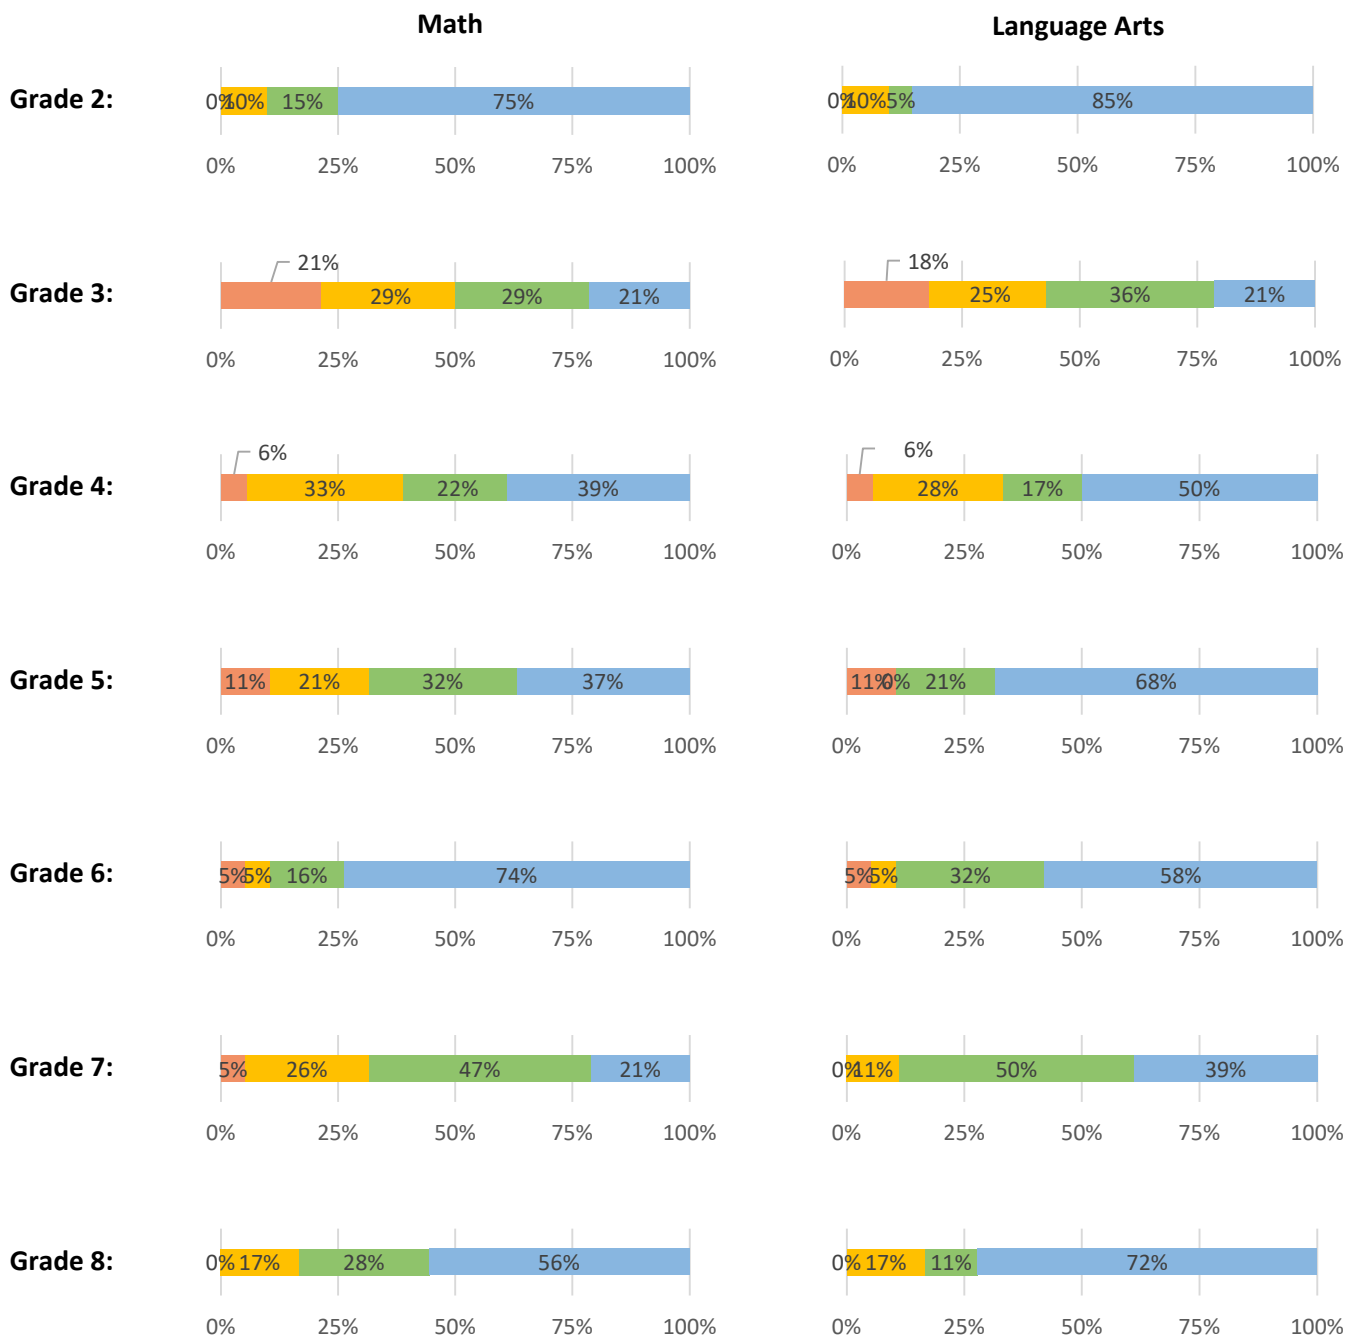 Math Language Arts
Grade 2: 0% 10% 15% 75% 0% 10% 5% 85%
0% 25% 50% 75% 100% 0% 25% 50% 75% 100%
21% 18%
Grade 3: 29% 29% 21% 25% 36% 21%
0% 25% 50% 75% 100% 0% 25% 50% 75% 100%
6% 6%
Grade 4: 33% 22% 39% 28% 17% 50%
0% 25% 50% 75% 100% 0% 25% 50% 75% 100%
Grade 5: 11% 21% 32% 37% 11% 0% 21% 68%
0% 25% 50% 75% 100% 0% 25% 50% 75% 100%
Grade 6: 5% 5% 16% 74% 5% 5% 32% 58%
0% 25% 50% 75% 100% 0% 25% 50% 75% 100%
Grade 7: 5% 26% 47% 21% 0% 11% 50% 39%
0% 25% 50% 75% 100% 0% 25% 50% 75% 100%
Grade 8: 0% 17% 28% 56% 0% 17% 11% 72%
0% 25% 50% 75% 100% 0% 25% 50% 75% 100%